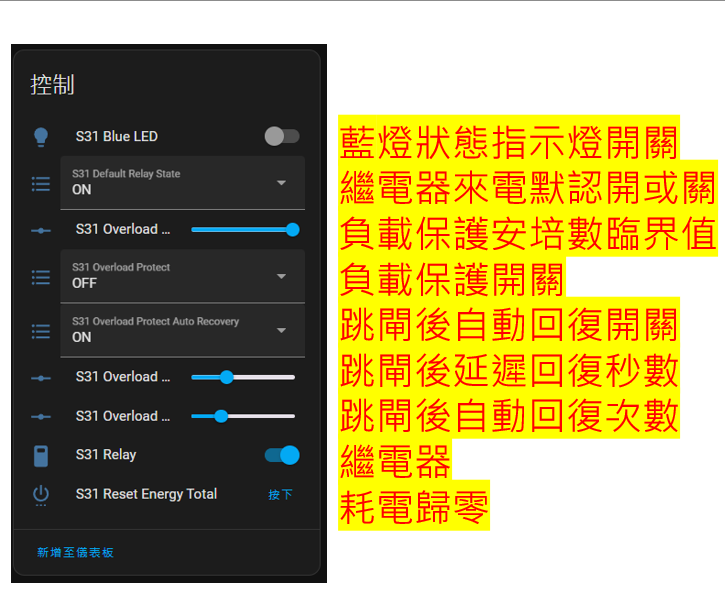 控制
S31 Blue LED
S31 Default Relay State
ON
S31 Overload ...
S31 Overload Protect
OFF
S31 Overload Protect Auto Recovery
ON
S31 Overload ...
S31 Overload ...
S31 Relay
S31 Reset Energy Total
按下
新增至儀表板
藍燈狀態指示燈開關
繼電器來電默認開或關
負載保護安培數臨界值
負載保護開關
跳閘後自動回復開關
跳閘後延遲回復秒數
跳閘後自動回復次數
繼電器
耗電歸零